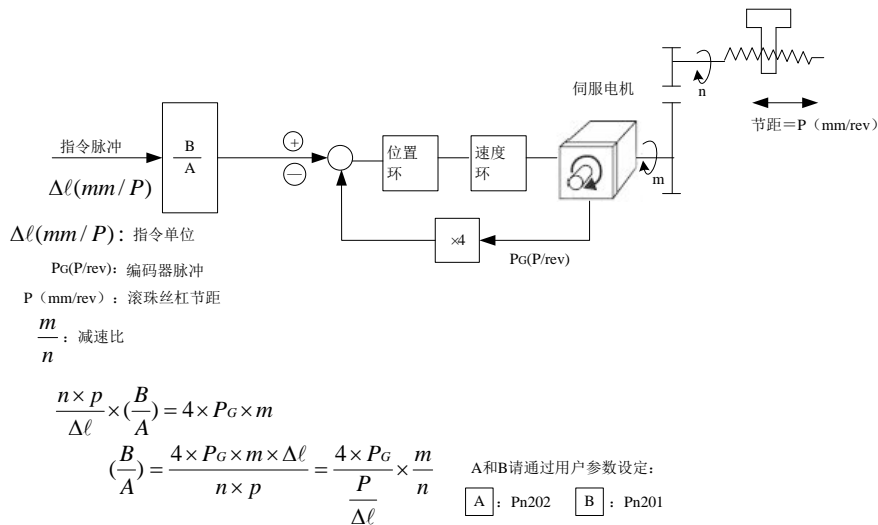 伺服电机
n
节距＝P（mm/rev）
指令脉冲
B
A
＋
—
位置
环
速度
环
m
Δℓ(mm/P)
×4
PG(P/rev)
Δℓ(mm/P)：指令单位
PG(P/rev)：编码器脉冲
P（mm/rev）：滚珠丝杠节距
m/n：减速比
n×p/Δℓ×(B/A)=4×PG×m
(B/A)=4×PG×m×Δℓ/n×p=4×PG/P/Δℓ×m/n
A和B请通过用户参数设定：
A：Pn202 B：Pn201